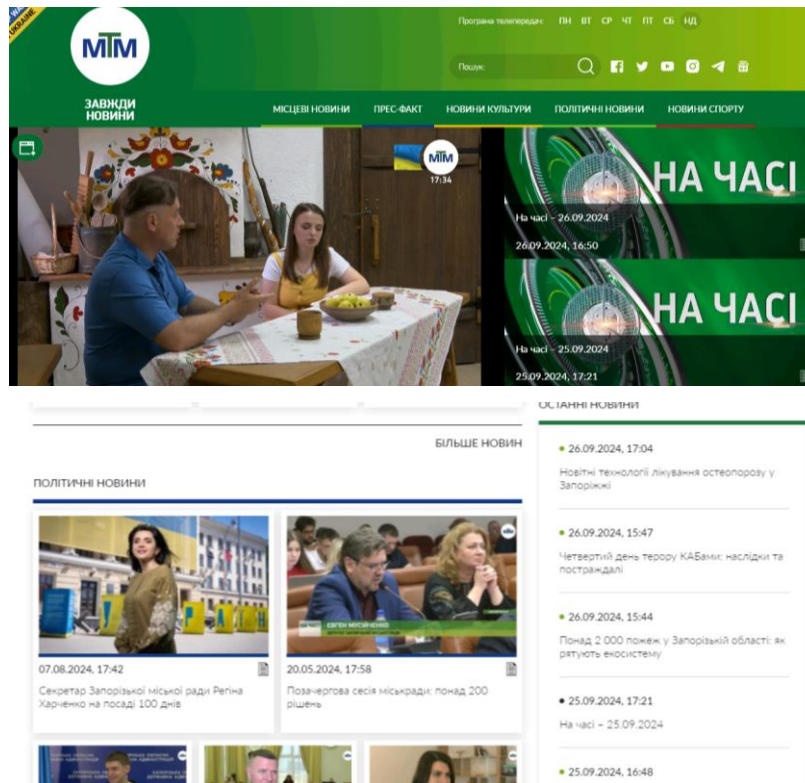 UKRAINE
МТМ
ЗАВЖДИ
НОВИНИ
Програма телепередач: ПН ВТ СР ЧТ ПТ СБ НД
Пошук:
МІСЦЕВІ НОВИНИ ПРЕС-ФАКТ НОВИНИ КУЛЬТУРИ ПОЛІТИЧНІ НОВИНИ НОВИНИ СПОРТУ
МТМ
17:34
НА ЧАСІ
На часі – 26.09.2024
26.09.2024, 16:50
НА ЧАСІ
На часі – 25.09.2024
25.09.2024, 17:21
БІЛЬШЕ НОВИН
ПОЛІТИЧНІ НОВИНИ
07.08.2024, 17:42
Секретар Запорізької міської ради Регіна
Харченко на посаді 100 днів
ЄВГЕН МУСІЙЧЕНКО
20.05.2024, 17:58
Позачергова сесія міськради: понад 200
рішень
ОСТАННІ НОВИНИ
26.09.2024, 17:04
Новітні технології лікування остеопорозу у
Запоріжжі
26.09.2024, 15:47
Четвертий день терору КАБами: наслідки та
постраждалі
26.09.2024, 15:44
Понад 2 000 пожеж у Запорізькій області: як
рятують екосистему
25.09.2024, 17:21
На часі – 25.09.2024
25.09.2024, 16:48